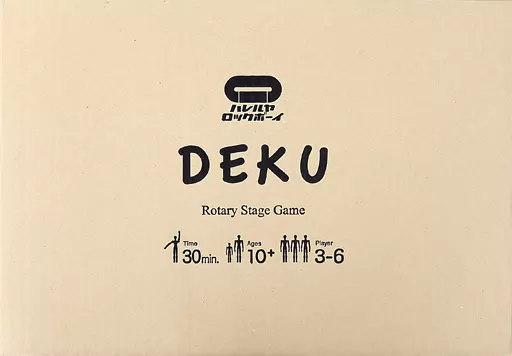 ハレルヤ
ロックボーイ
DEKU
Rotary Stage Game
Time 30min. Ages 10+ Player 3-6